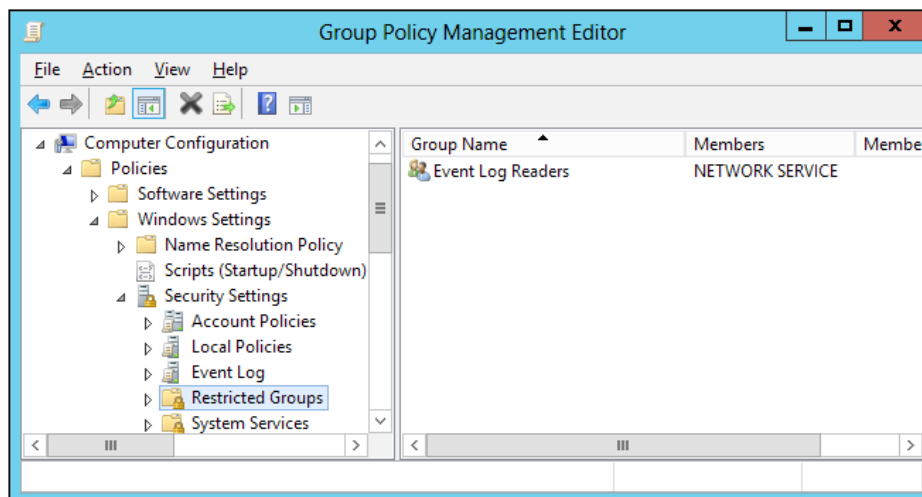 Group Policy Management Editor
File Action View Help
Computer Configuration
Policies
Software Settings
Windows Settings
Name Resolution Policy
Scripts (Startup/Shutdown)
Security Settings
Account Policies
Local Policies
Event Log
Restricted Groups
System Services
Group Name Members Membe
Event Log Readers NETWORK SERVICE